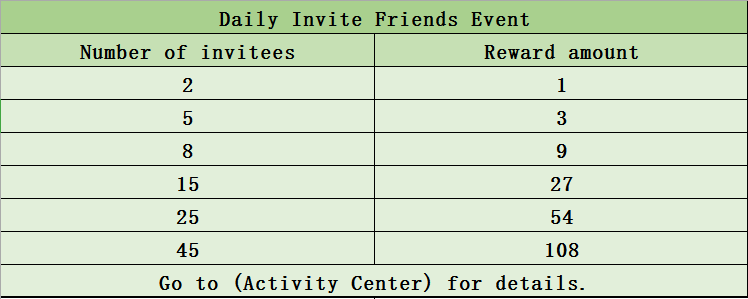 Daily Invite Friends Event
Number of invitees Reward amount
2 1
5 3
8 9
15 27
25 54
45 108
Go to (Activity Center) for details.